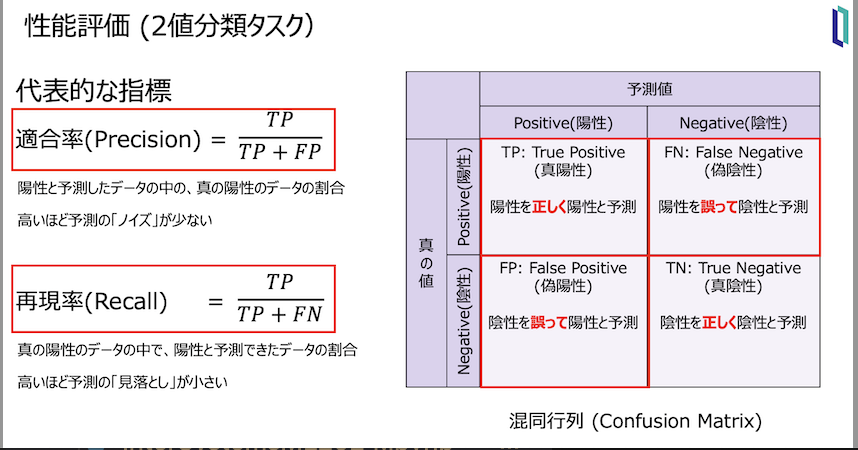 性能評価 (2値分類タスク)
代表的な指標
適合率(Precision) = TP / TP + FP
陽性と予測したデータの中の、真の陽性のデータの割合
高いほど予測の「ノイズ」が少ない
再現率(Recall) = TP / TP + FN
真の陽性のデータの中で、陽性と予測できたデータの割合
高いほど予測の「見落とし」が小さい
予測値
Positive(陽性)
Negative(陰性)
真の値
Positive(陽性)
TP: True Positive
(真陽性)
陽性を正しく陽性と予測
FN: False Negative
(偽陰性)
陽性を誤って陰性と予測
Negative(陰性)
FP: False Positive
(偽陽性)
陰性を誤って陽性と予測
TN: True Negative
(真陰性)
陰性を正しく陰性と予測
混同行列 (Confusion Matrix)